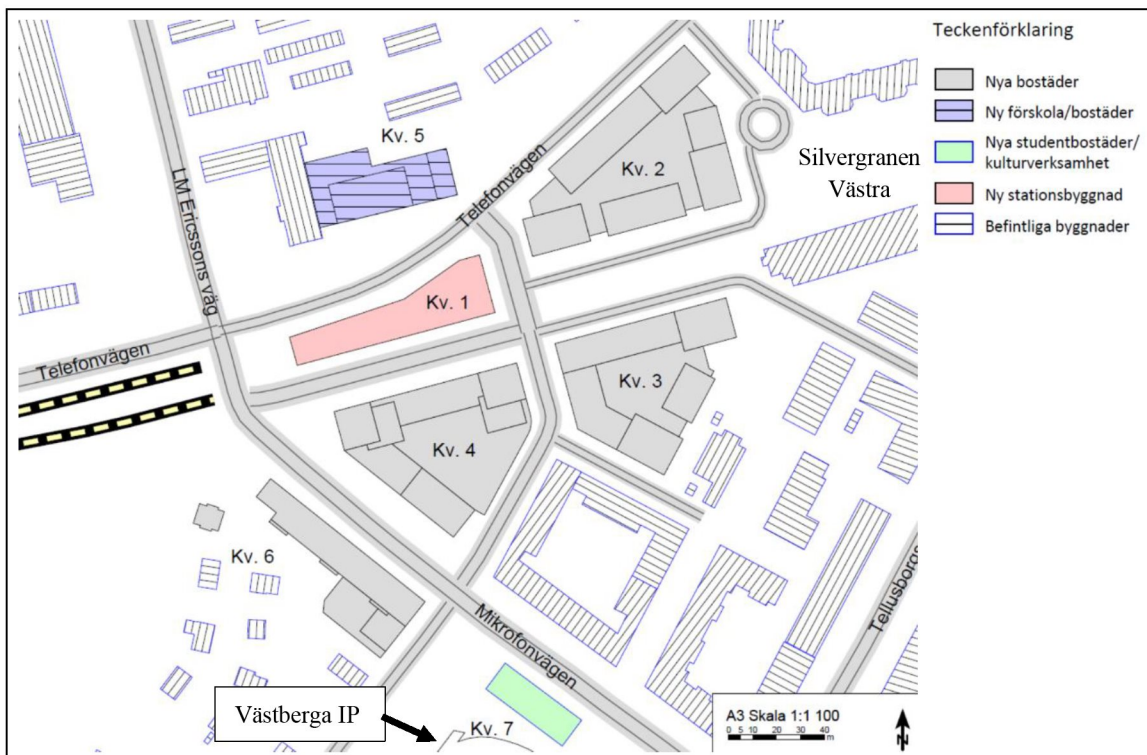 Teckenförklaring
Nya bostäder
Ny förskola/bostäder
Nya studentbostäder/
kulturverksamhet
Ny stationsbyggnad
Befintliga byggnader
Kv. 5
Kv. 2
Silvergranen
Västra
LM Ericssons väg
Telefonvägen
Kv. 1
Telefonvägen
Kv. 3
Kv. 4
Kv. 6
Mikrofonvägen
Tellusborgs
Västberga IP
Kv. 7
A3 Skala 1:1 100
0 5 10 20 30 40
m
N